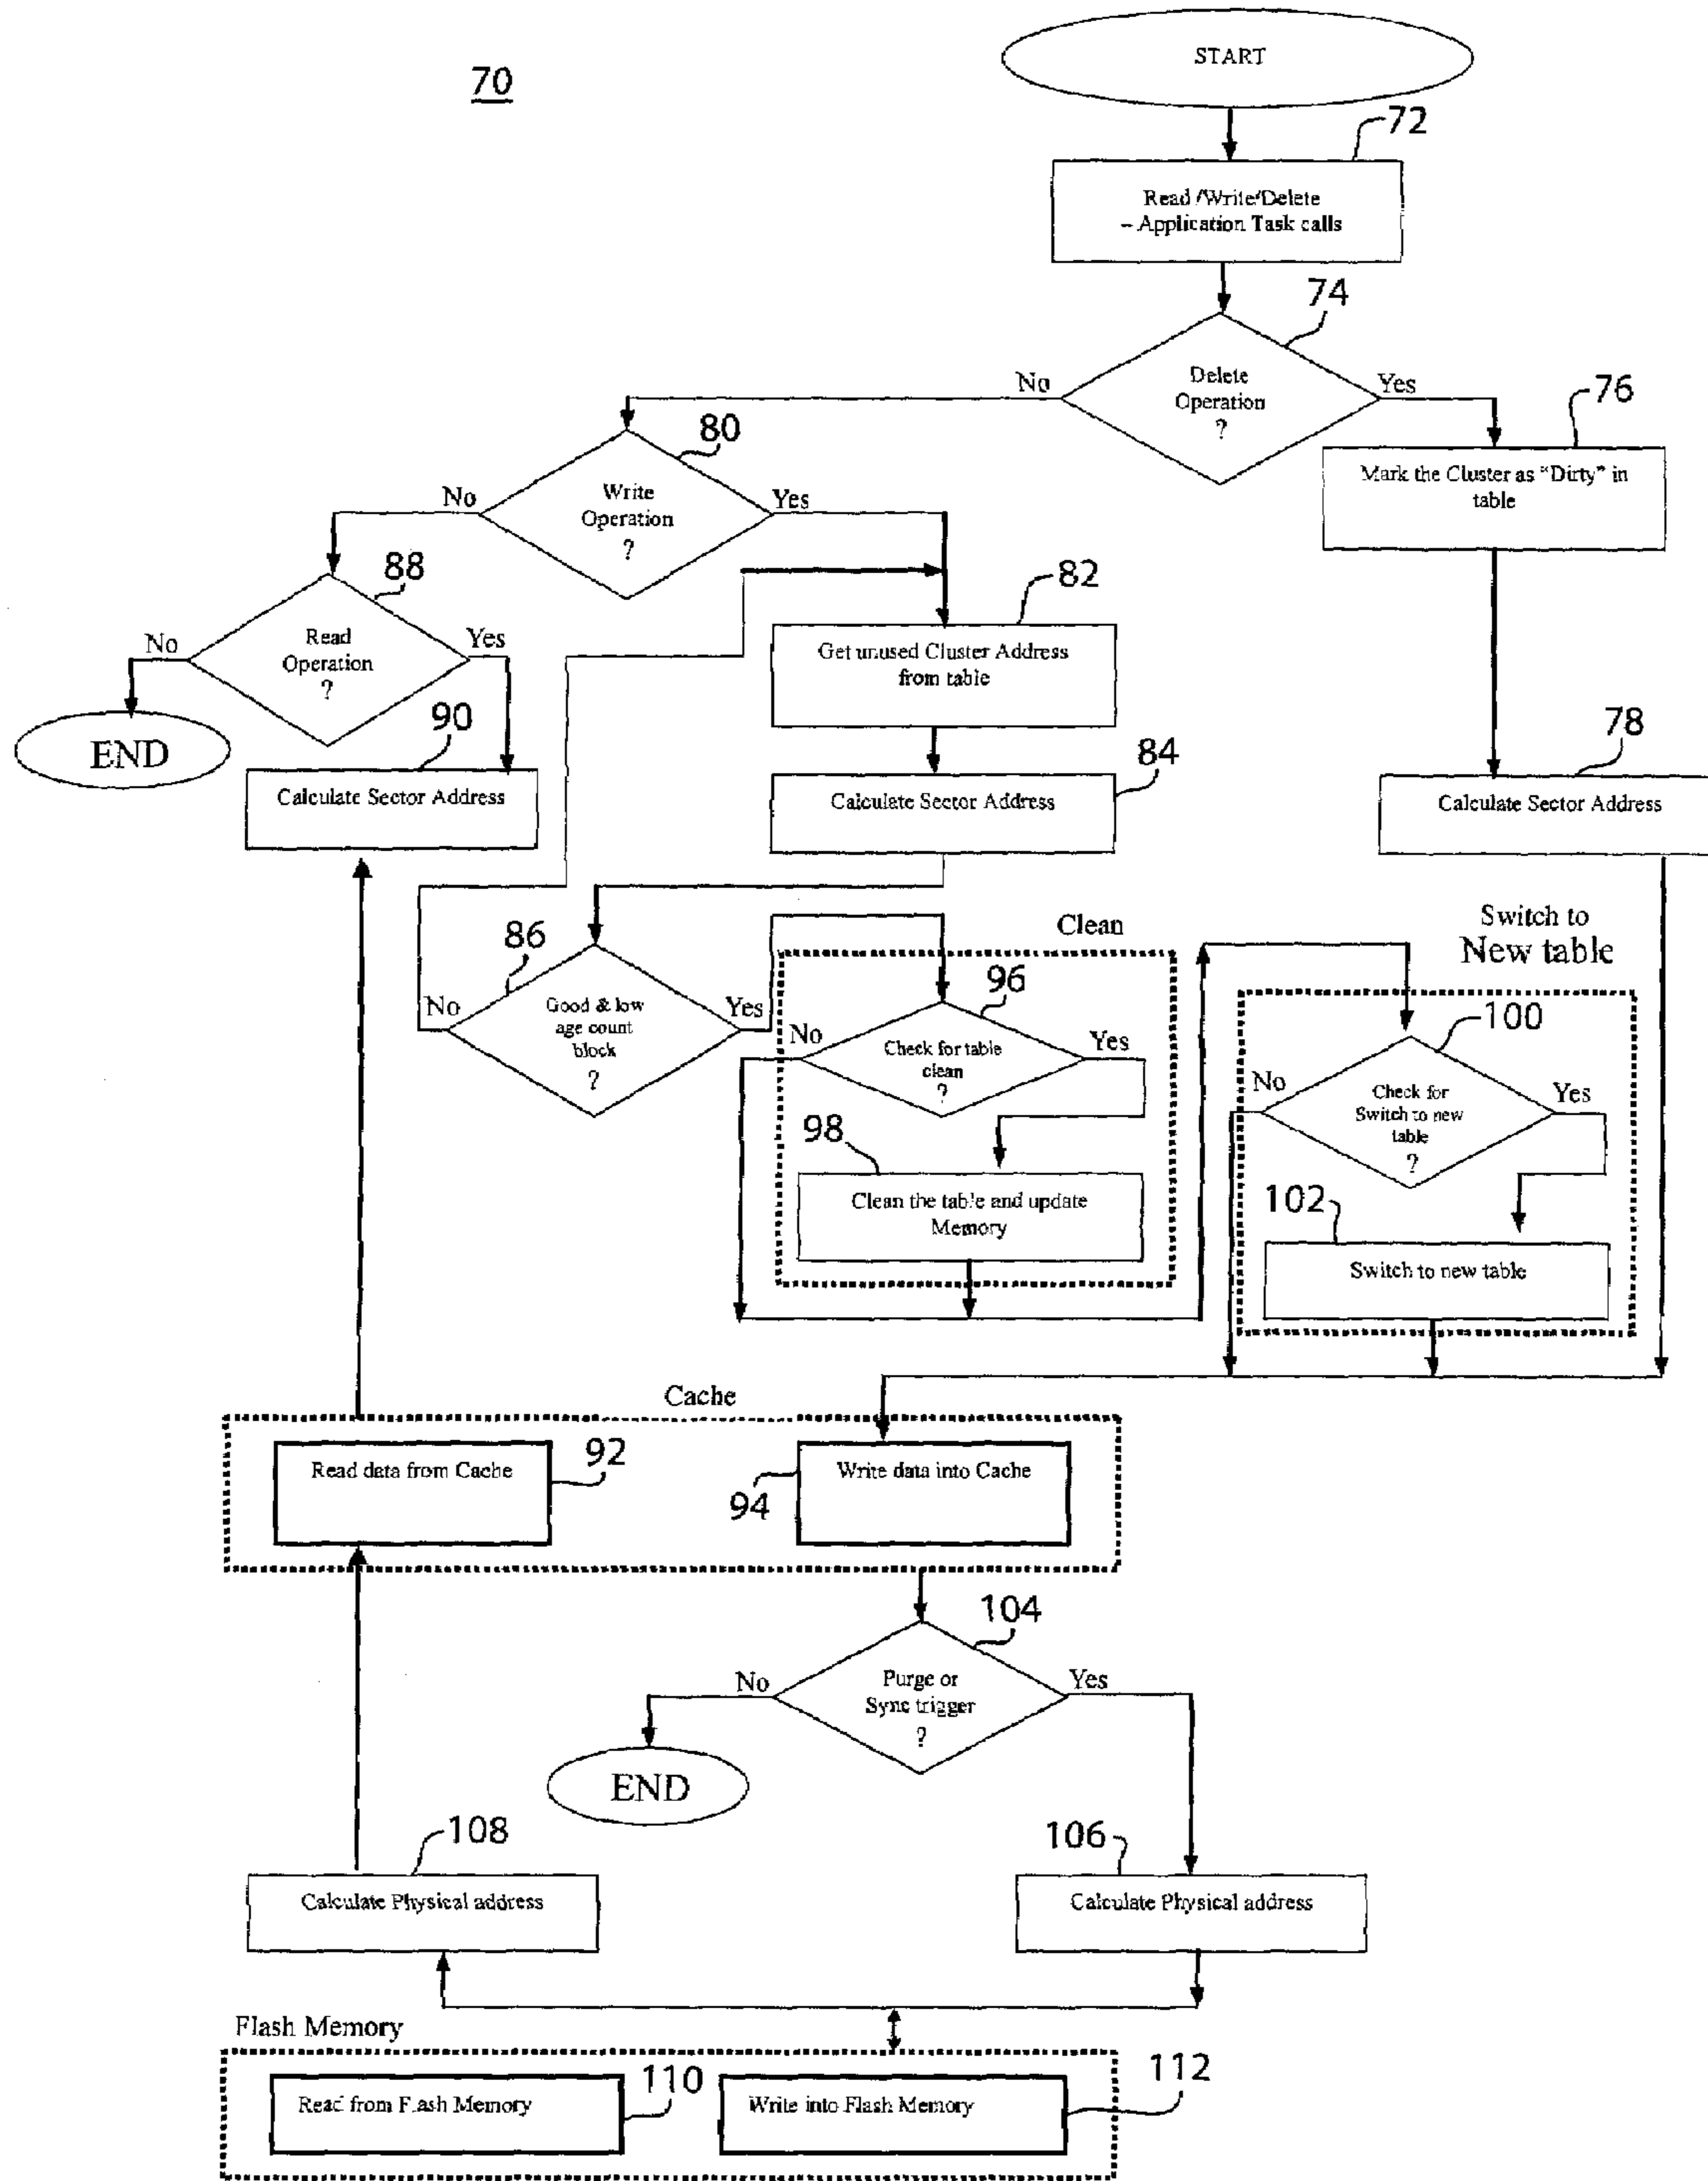 70
START
72
Read /Write/Delete
– Application Task calls
74
Delete
Operation
?
No
Yes
76
Mark the Cluster as "Dirty" in
table
80
Write
Operation
?
No
Yes
88
Read
Operation
?
No
Yes
END
82
Get unused Cluster Address
from table
90
Calculate Sector Address
84
Calculate Sector Address
78
Calculate Sector Address
86
Good & low
age count
block
?
No
Yes
Clean
96
Check for table
clean
?
No
Yes
98
Clean the table and update
Memory
Switch to
New table
100
Check for
Switch to new
table
?
No
Yes
102
Switch to new table
Cache
Read data from Cache
92
Write data into Cache
94
104
Purge or
Sync trigger
?
No
Yes
END
108
Calculate Physical address
106
Calculate Physical address
Flash Memory
Read from Flash Memory
110
Write into Flash Memory
112